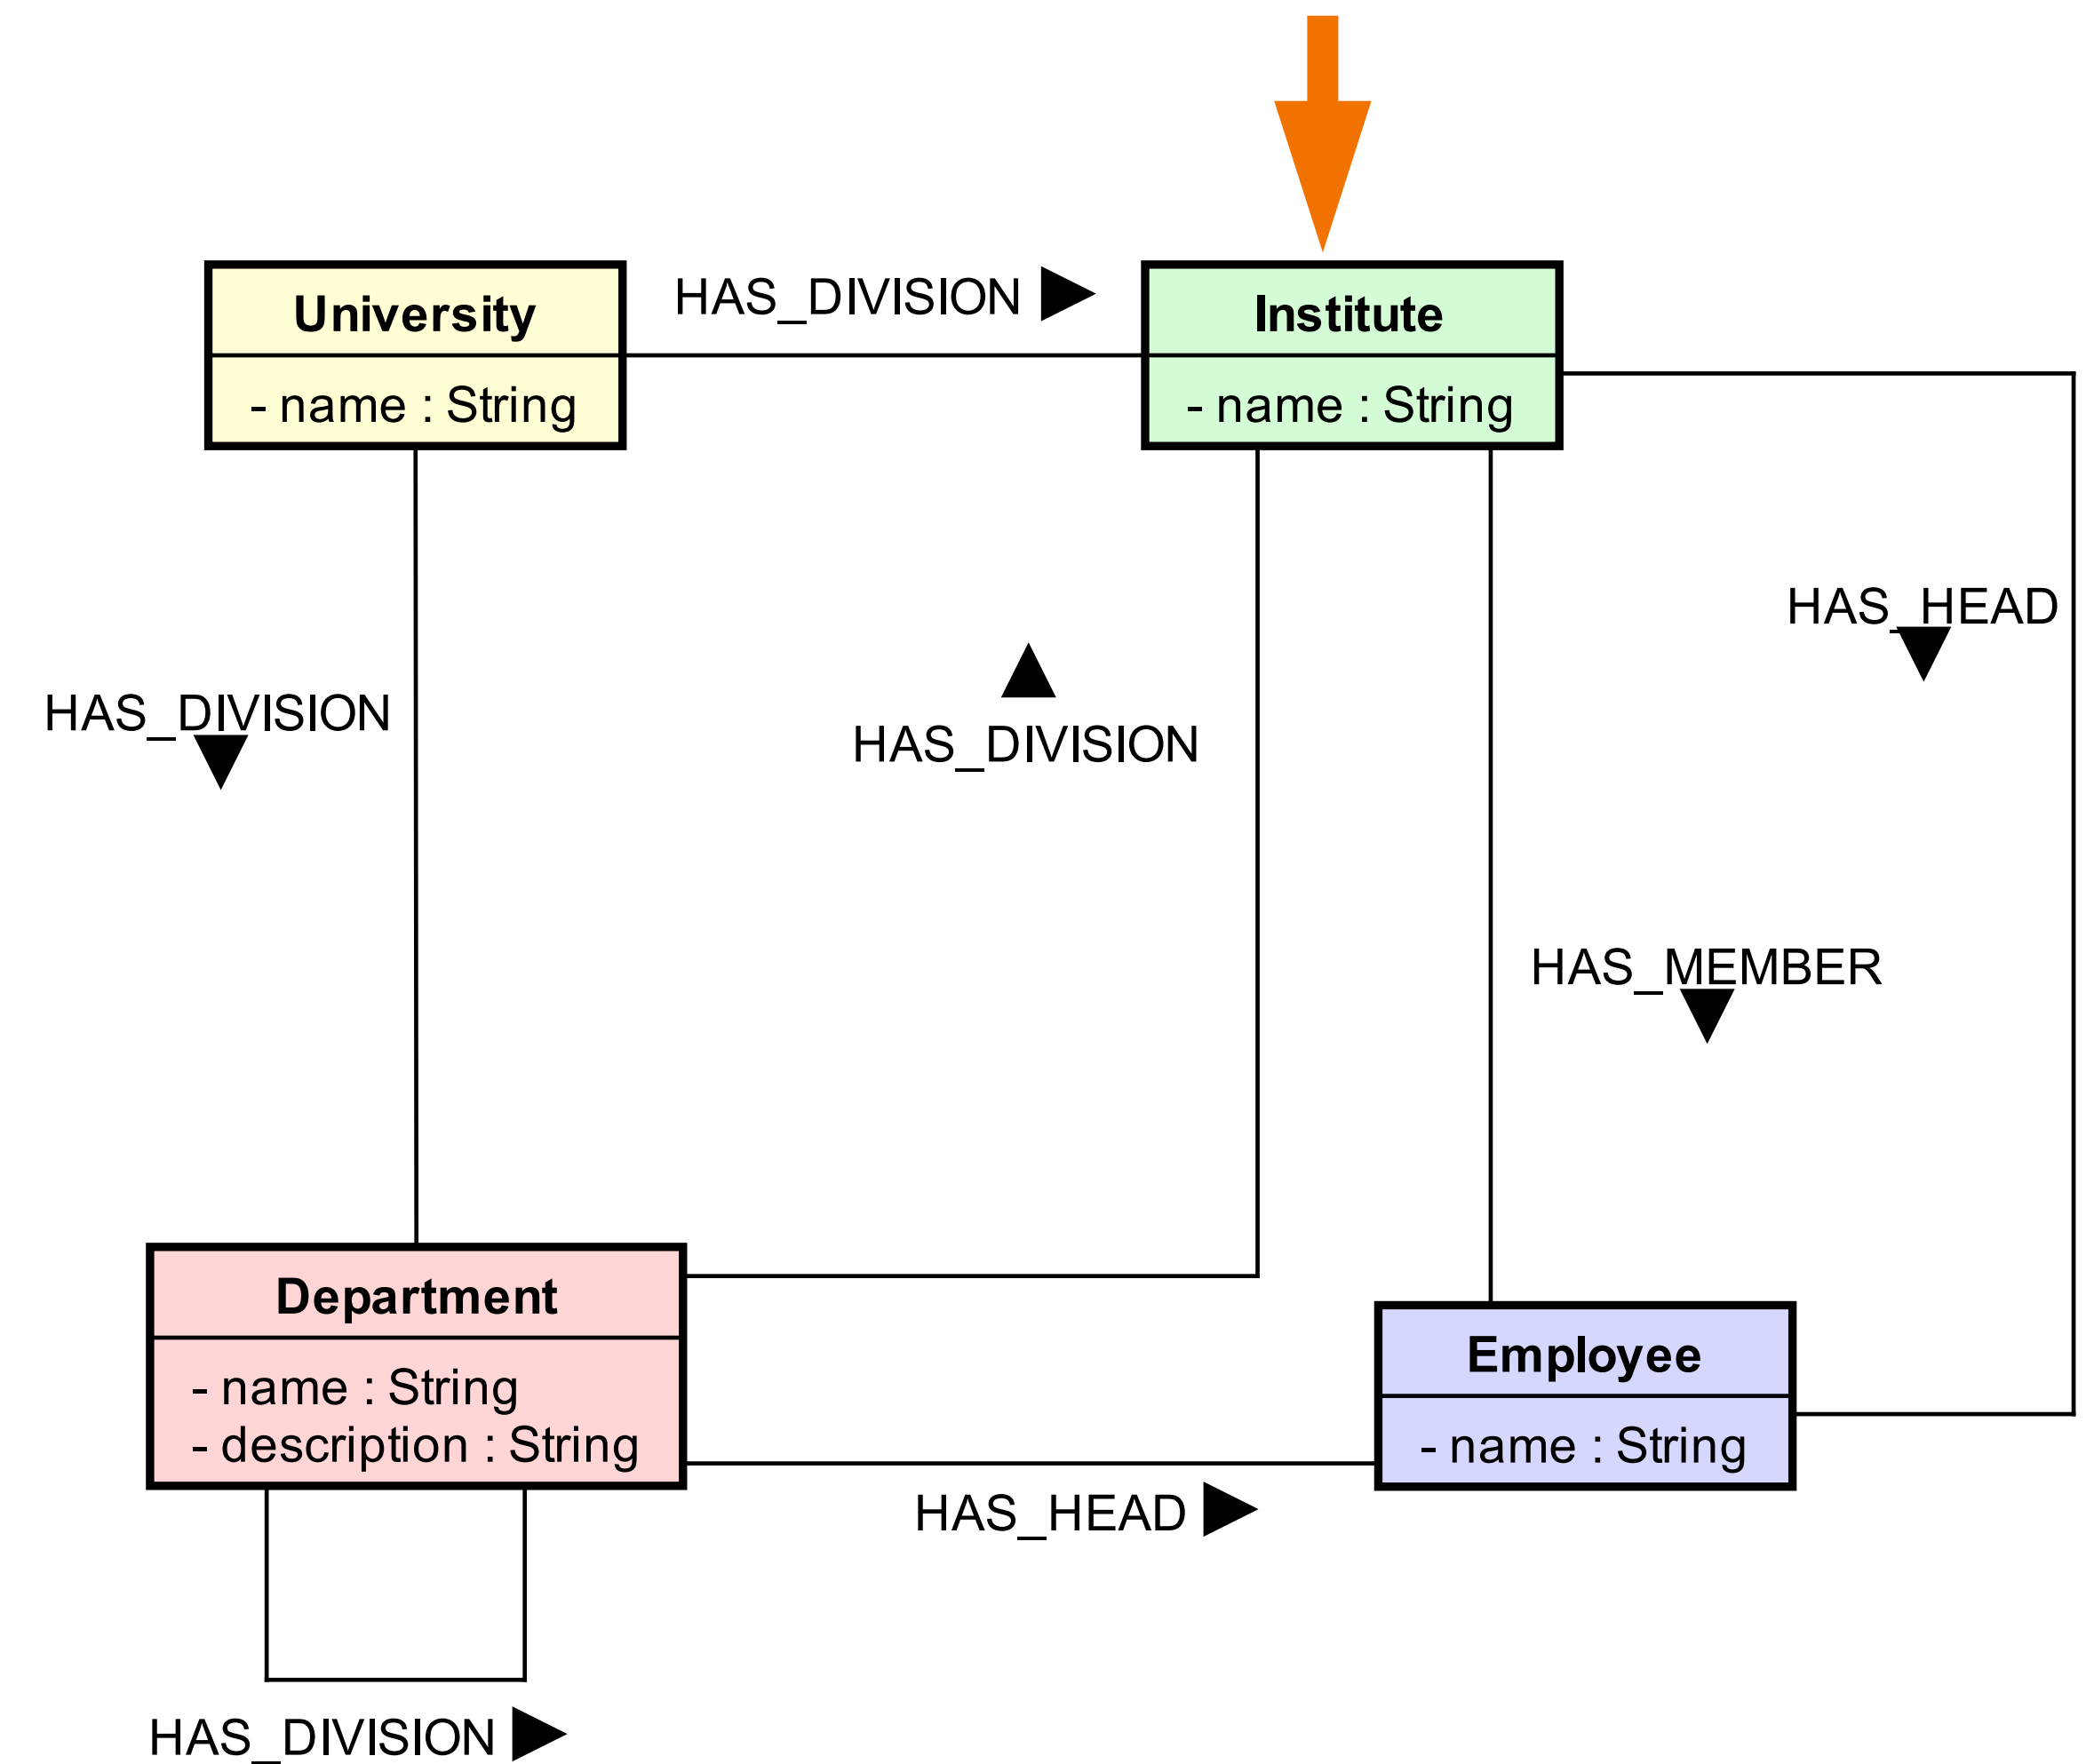 University
- name : String
HAS_DIVISION
Institute
- name : String
HAS_DIVISION
HAS_DIVISION
HAS_HEAD
HAS_MEMBER
Department
- name : String
- description : String
Employee
- name : String
HAS_HEAD
HAS_DIVISION